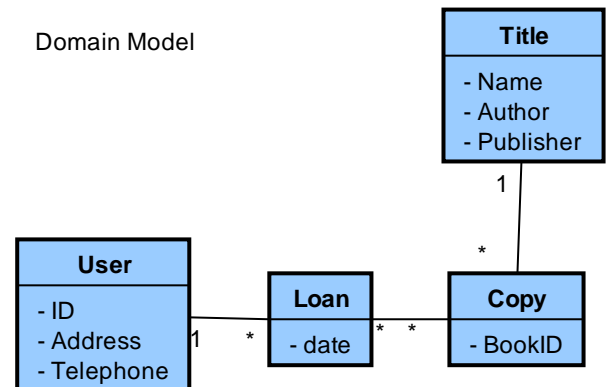 Domain Model
Title
- Name
- Author
- Publisher
1
*
User
- ID
- Address
- Telephone
1
*
Loan
- date
*
*
Copy
- BookID